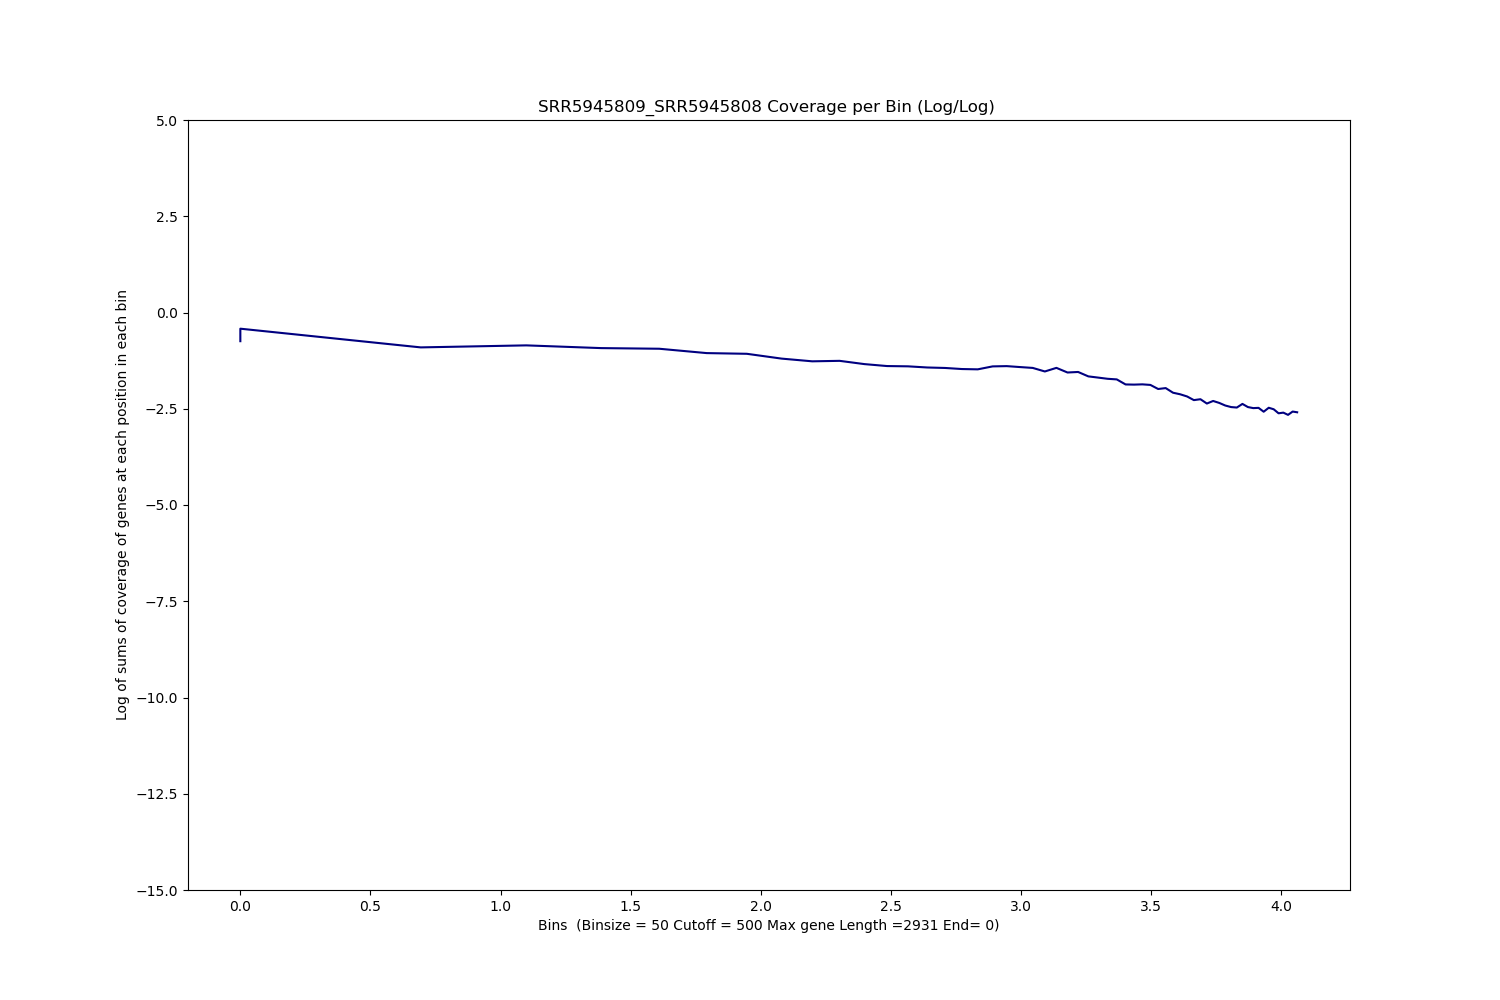 SRR5945809_SRR5945808 Coverage per Bin (Log/Log)
5.0
2.5
0.0
−2.5
−5.0
−7.5
−10.0
−12.5
−15.0
Log of sums of coverage of genes at each position in each bin
0.0 0.5 1.0 1.5 2.0 2.5 3.0 3.5 4.0
Bins  (Binsize = 50 Cutoff = 500 Max gene Length =2931 End= 0)